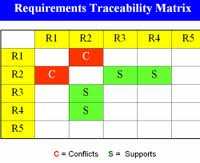 Requirements Traceability Matrix
R1 R2 R3 R4 R5
R1 C
R2 C S S
R3 S
R4 S
R5
C = Conflicts S = Supports